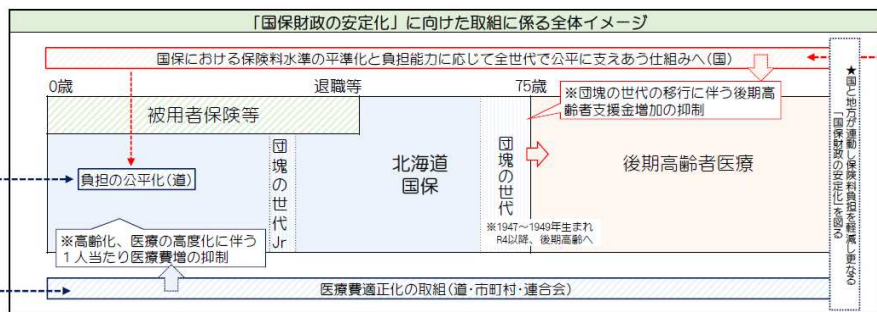 「国保財政の安定化」に向けた取組に係る全体イメージ
国保における保険料水準の平準化と負担能力に応じて全世代で公平に支えあう仕組みへ(国)
0歳
退職等
75歳
※団塊の世代の移行に伴う後期高
齢者支援金増加の抑制
被用者保険等
団塊の世代Jr
北海道
国保
団塊の世代
後期高齢者医療
負担の公平化(道)
※1947～1949年生まれ
R4以降、後期高齢へ
※高齢化、医療の高度化に伴う
1人当たり医療費増の抑制
医療費適正化の取組(道・市町村・連合会)
★国と地方が連動し保険料負担を軽減し更なる
「国保財政の安定化」を図る